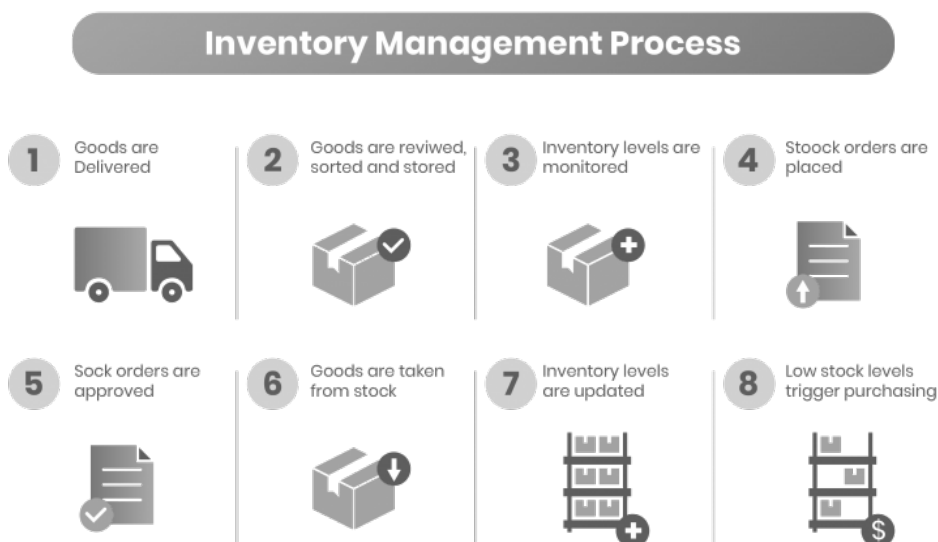 Inventory Management Process
1
Goods are
Delivered
2
Goods are reviwed,
sorted and stored
3
Inventory levels are
monitored
4
Stoock orders are
placed
5
Sock orders are
approved
6
Goods are taken
from stock
7
Inventory levels
are updated
8
Low stock levels
trigger purchasing
$